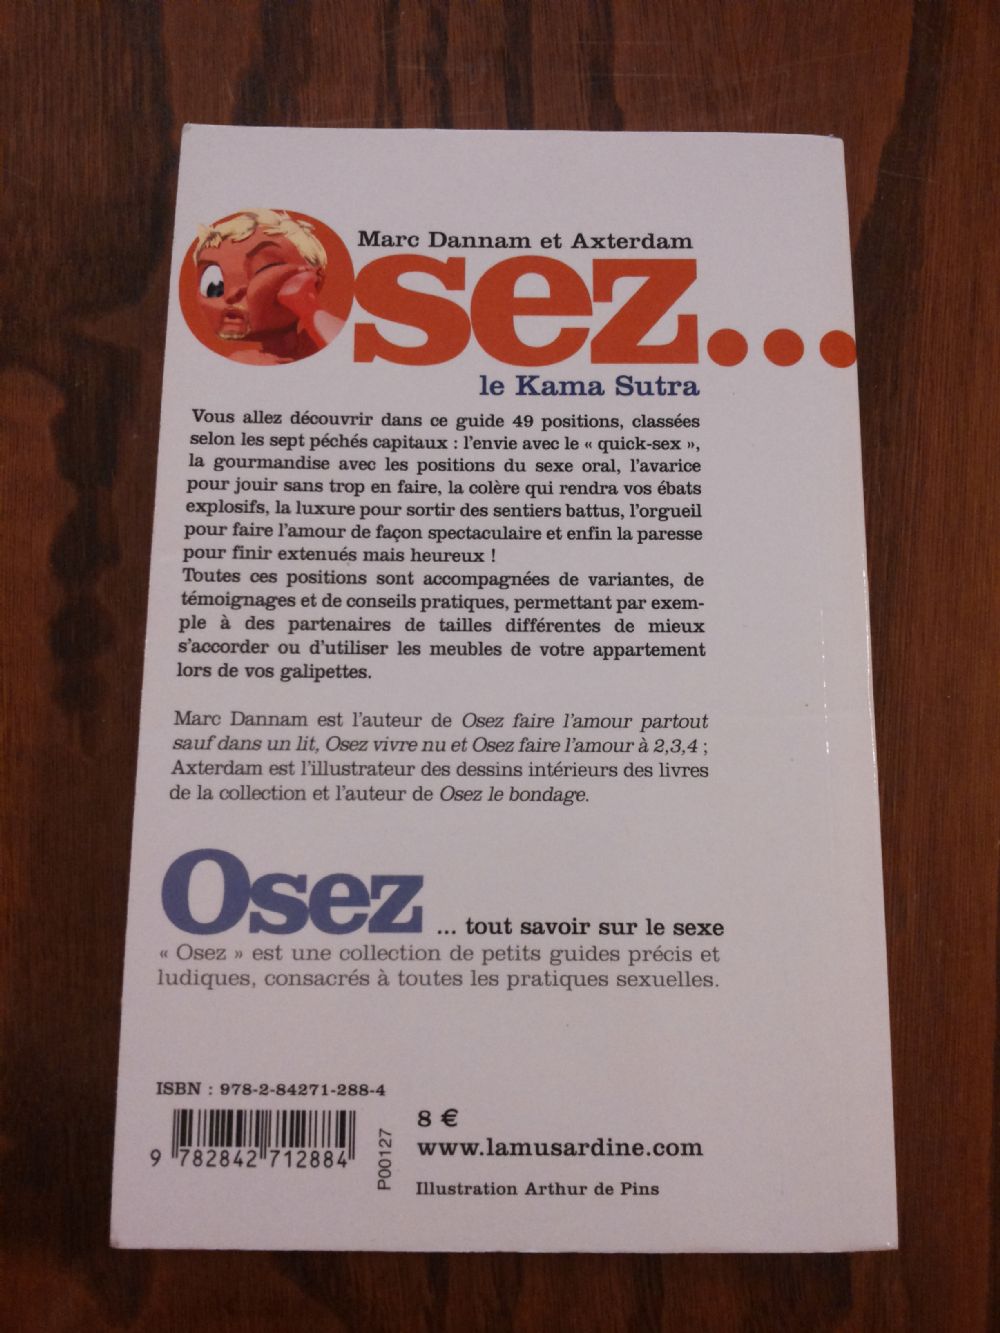 Marc Dannam et Axterdam
Osez...
le Kama Sutra
Vous allez découvrir dans ce guide 49 positions, classées
selon les sept péchés capitaux : l'envie avec le « quick-sex »,
la gourmandise avec les positions du sexe oral, l'avarice
pour jouir sans trop en faire, la colère qui rendra vos ébats
explosifs, la luxure pour sortir des sentiers battus, l'orgueil
pour faire l'amour de façon spectaculaire et enfin la paresse
pour finir extenués mais heureux !
Toutes ces positions sont accompagnées de variantes, de
témoignages et de conseils pratiques, permettant par exem-
ple à des partenaires de tailles différentes de mieux
s'accorder ou d'utiliser les meubles de votre appartement
lors de vos galipettes.
Marc Dannam est l'auteur de Osez faire l'amour partout
sauf dans un lit, Osez vivre nu et Osez faire l'amour à 2,3,4 ;
Axterdam est l'illustrateur des dessins intérieurs des livres
de la collection et l'auteur de Osez le bondage.
Osez
... tout savoir sur le sexe
« Osez » est une collection de petits guides précis et
ludiques, consacrés à toutes les pratiques sexuelles.
ISBN : 978-2-84271-288-4
9 782842 712884
P00127
8 €
www.lamusardine.com
Illustration Arthur de Pins